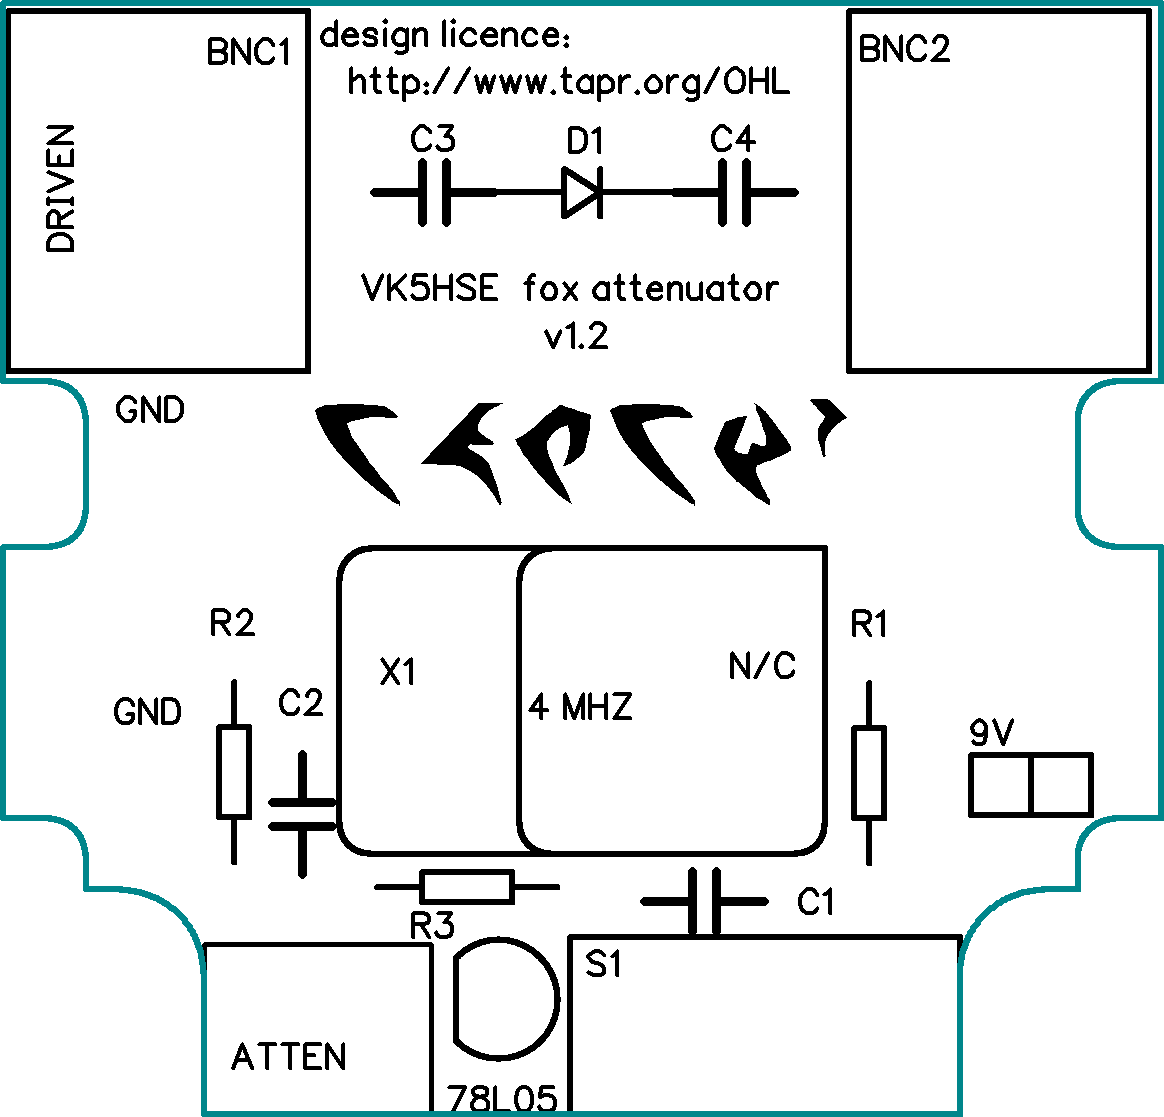 BNC1
design licence:
http://www.tapr.org/OHL
BNC2
DRIVEN
C3
D1
C4
VK5HSE fox attenuator
v1.2
GND
R2
R1
X1
N/C
GND
C2
4 MHZ
9V
C1
R3
S1
ATTEN
78L05